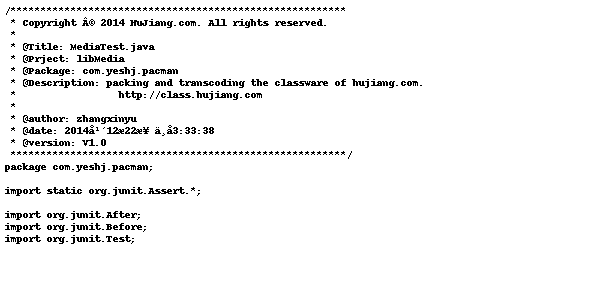 /********************************************************
 * Copyright Â© 2014 HuJiang.com. All rights reserved.
 *
 * @Title: MediaTest.java
 * @Prject: libMedia
 * @Package: com.yeshj.pacman
 * @Description: packing and transcoding the classware of hujiang.com.
 *                 http://class.hujiang.com
 *
 * @author: zhangxinyu
 * @date: 2014å¹´12æ22æ¥ ä¸å3:33:38
 * @version: V1.0
 ********************************************************/
package com.yeshj.pacman;

import static org.junit.Assert.*;

import org.junit.After;
import org.junit.Before;
import org.junit.Test;